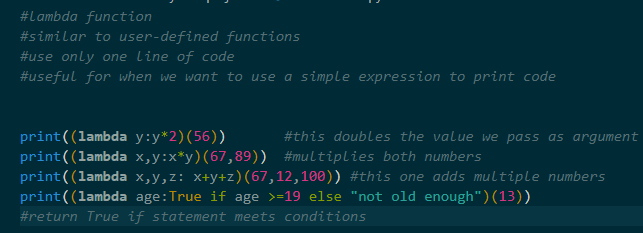 #lambda function
#similar to user-defined functions
#use only one line of code
#useful for when we want to use a simple expression to print code
print((lambda y:y*2)(56)) #this doubles the value we pass as argument
print((lambda x,y:x*y)(67,89)) #multiplies both numbers
print((lambda x,y,z: x+y+z)(67,12,100)) #this one adds multiple numbers
print((lambda age:True if age >=19 else "not old enough")(13))
#return True if statement meets conditions